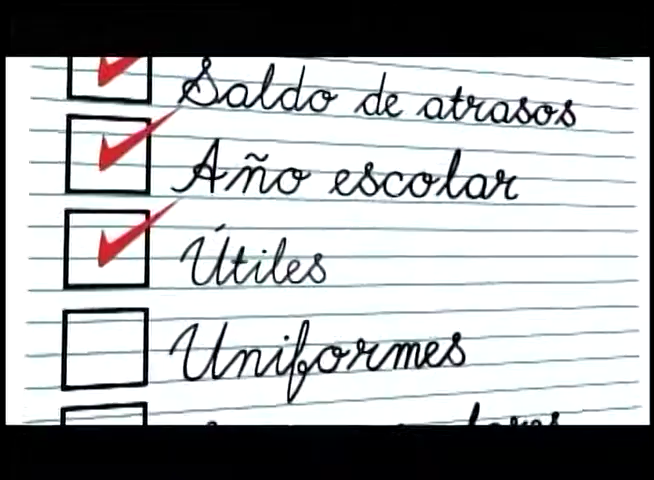 Saldo de atrasos
Año escolar
Útiles
Uniformes